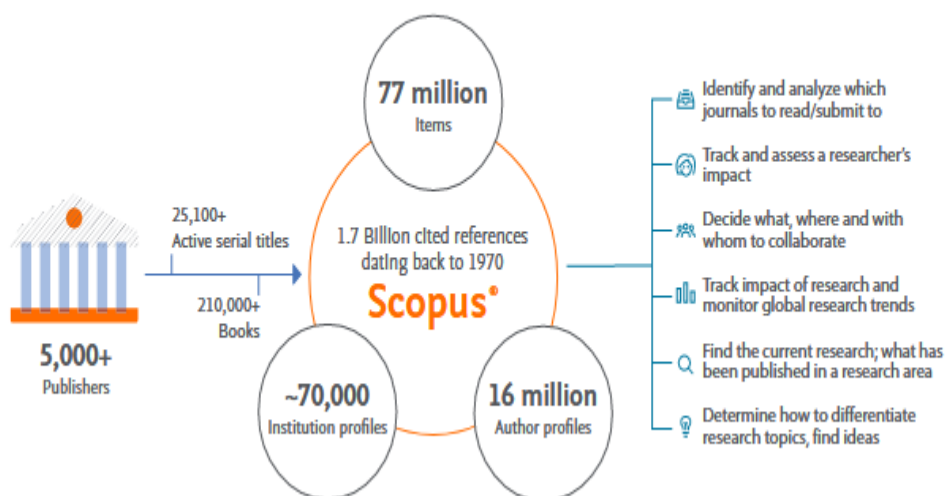 5,000+
Publishers
25,100+
Active serial titles
210,000+
Books
77 million
Items
1.7 Billion cited references
dating back to 1970
Scopus®
~70,000
Institution profiles
16 million
Author profiles
Identify and analyze which
journals to read/submit to
Track and assess a researcher's
impact
Decide what, where and with
whom to collaborate
Track impact of research and
monitor global research trends
Find the current research; what has
been published in a research area
Determine how to differentiate
research topics, find ideas